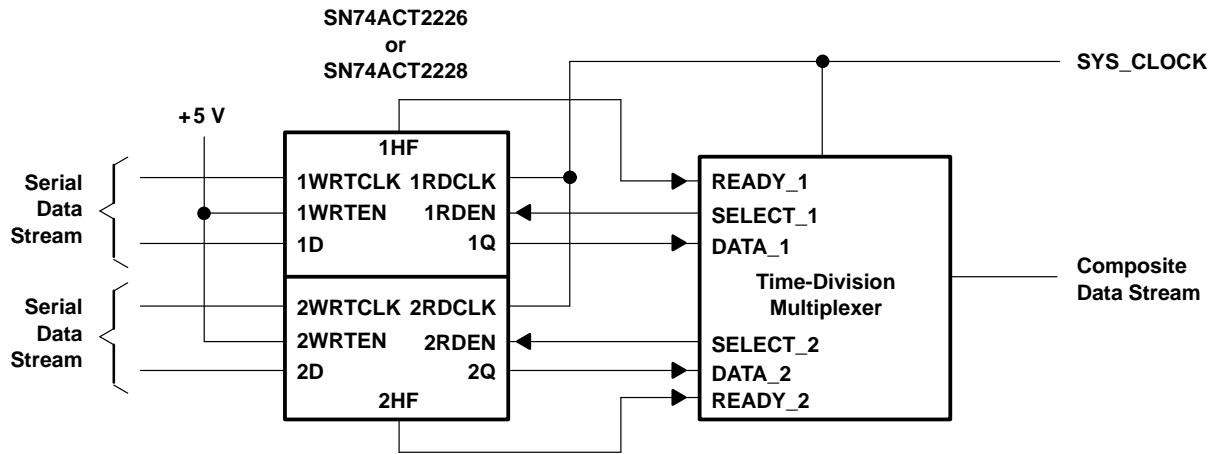 SN74ACT2226
or
SN74ACT2228
SYS_CLOCK
+5 V
1HF
Serial
Data
Stream
1WRTCLK 1RDCLK
1WRTEN 1RDEN
1D 1Q
READY_1
SELECT_1
DATA_1
Time-Division
Multiplexer
Composite
Data Stream
Serial
Data
Stream
2WRTCLK 2RDCLK
2WRTEN 2RDEN
2D 2Q
2HF
SELECT_2
DATA_2
READY_2